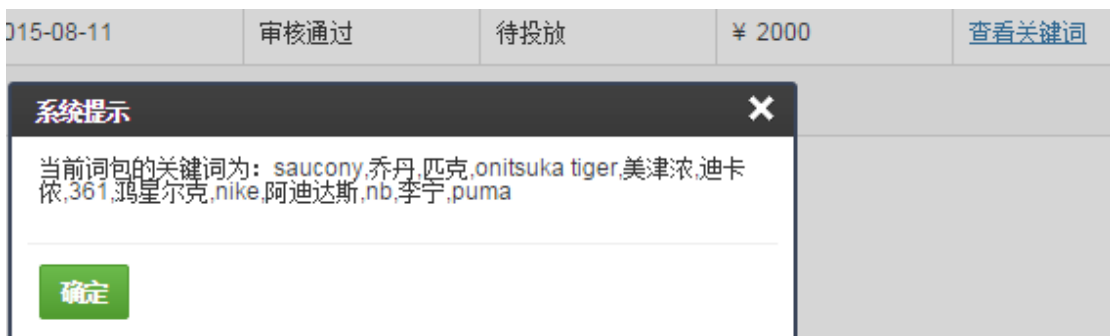 015-08-11 审核通过 待投放 ¥ 2000 查看关键词
系统提示
当前词包的关键词为：saucony,乔丹,匹克,onitsuka tiger,美津浓,迪卡
侬,361,鸿星尔克,nike,阿迪达斯,nb,李宁,puma
确定